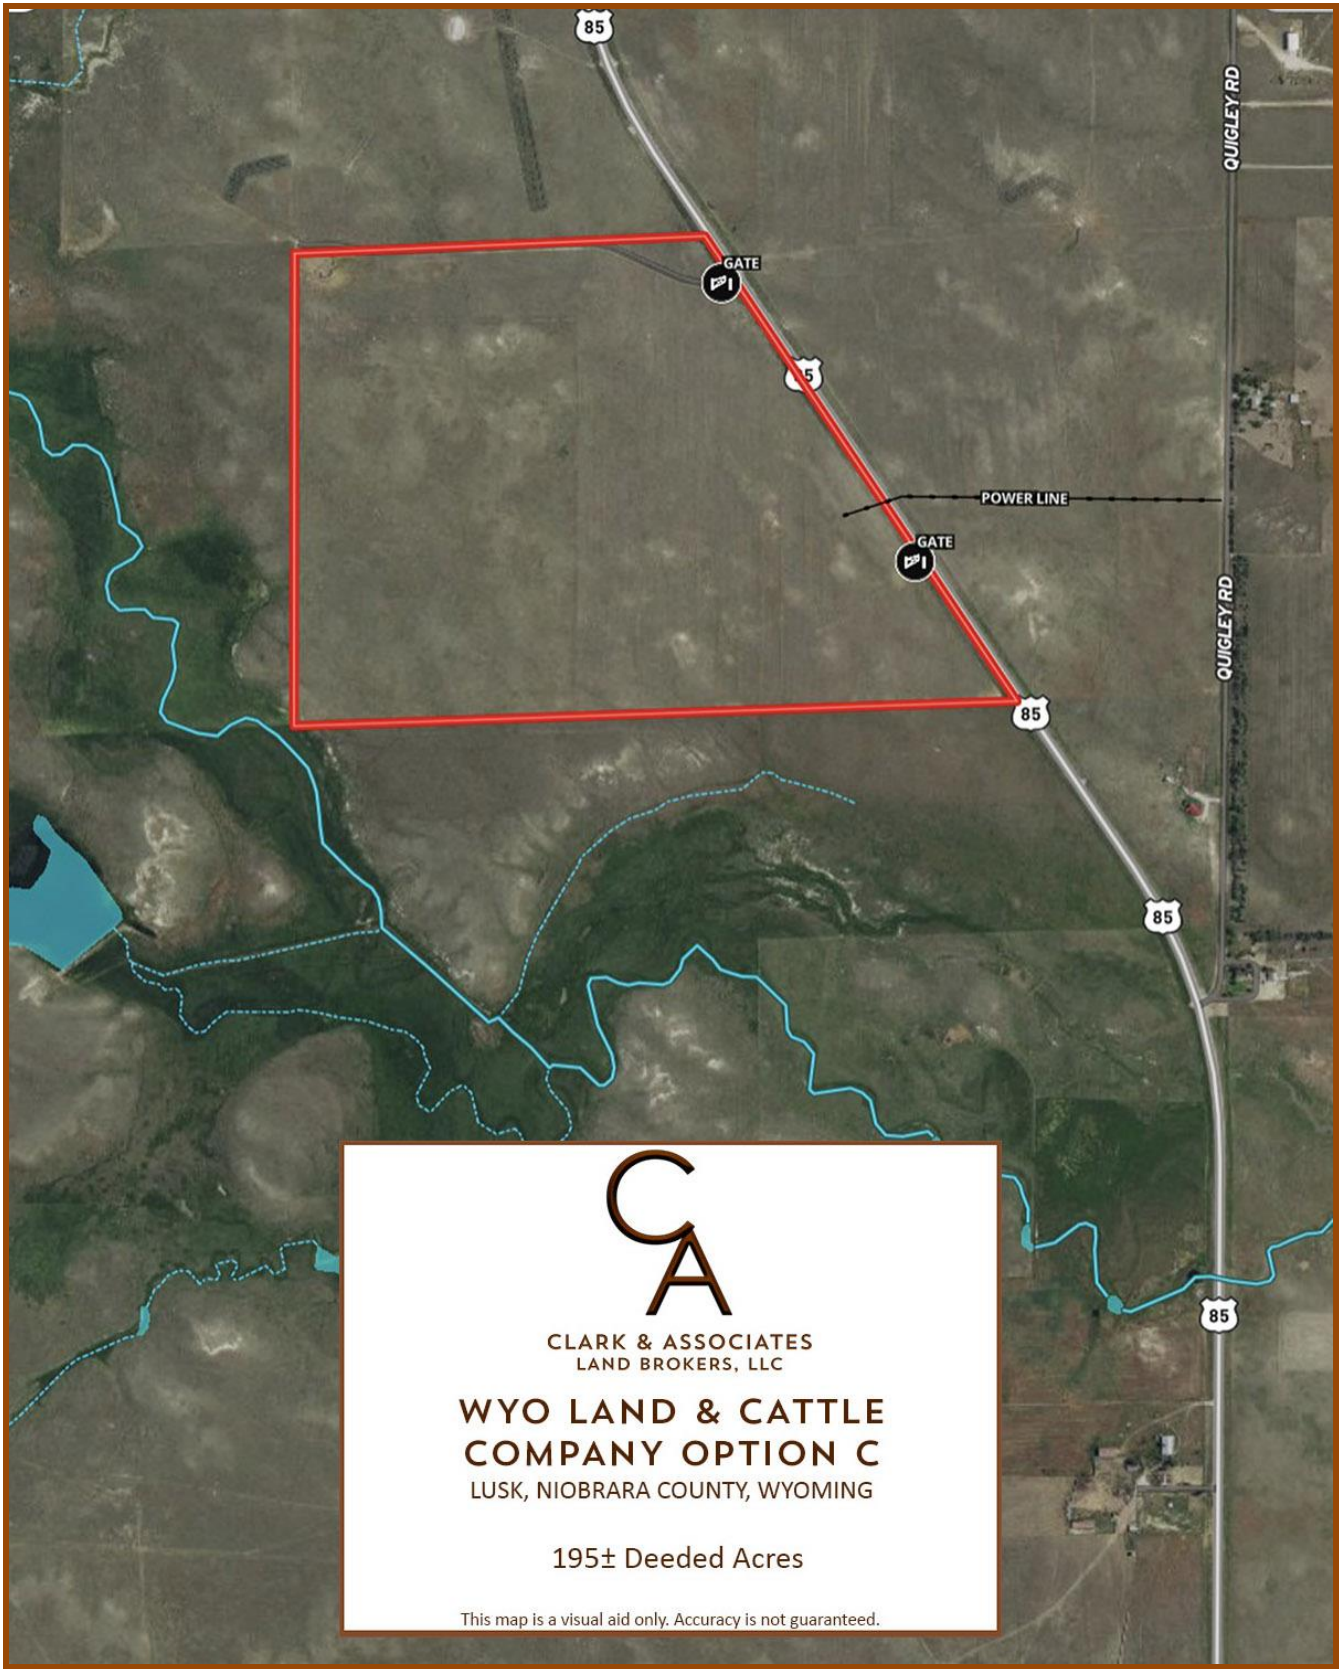 85
QUIGLEY RD
GATE
85
POWER LINE
GATE
QUIGLEY RD
85
85
CA
CLARK & ASSOCIATES
LAND BROKERS, LLC
85
WYO LAND & CATTLE
COMPANY OPTION C
LUSK, NIOBRARA COUNTY, WYOMING
195± Deeded Acres
This map is a visual aid only. Accuracy is not guaranteed.